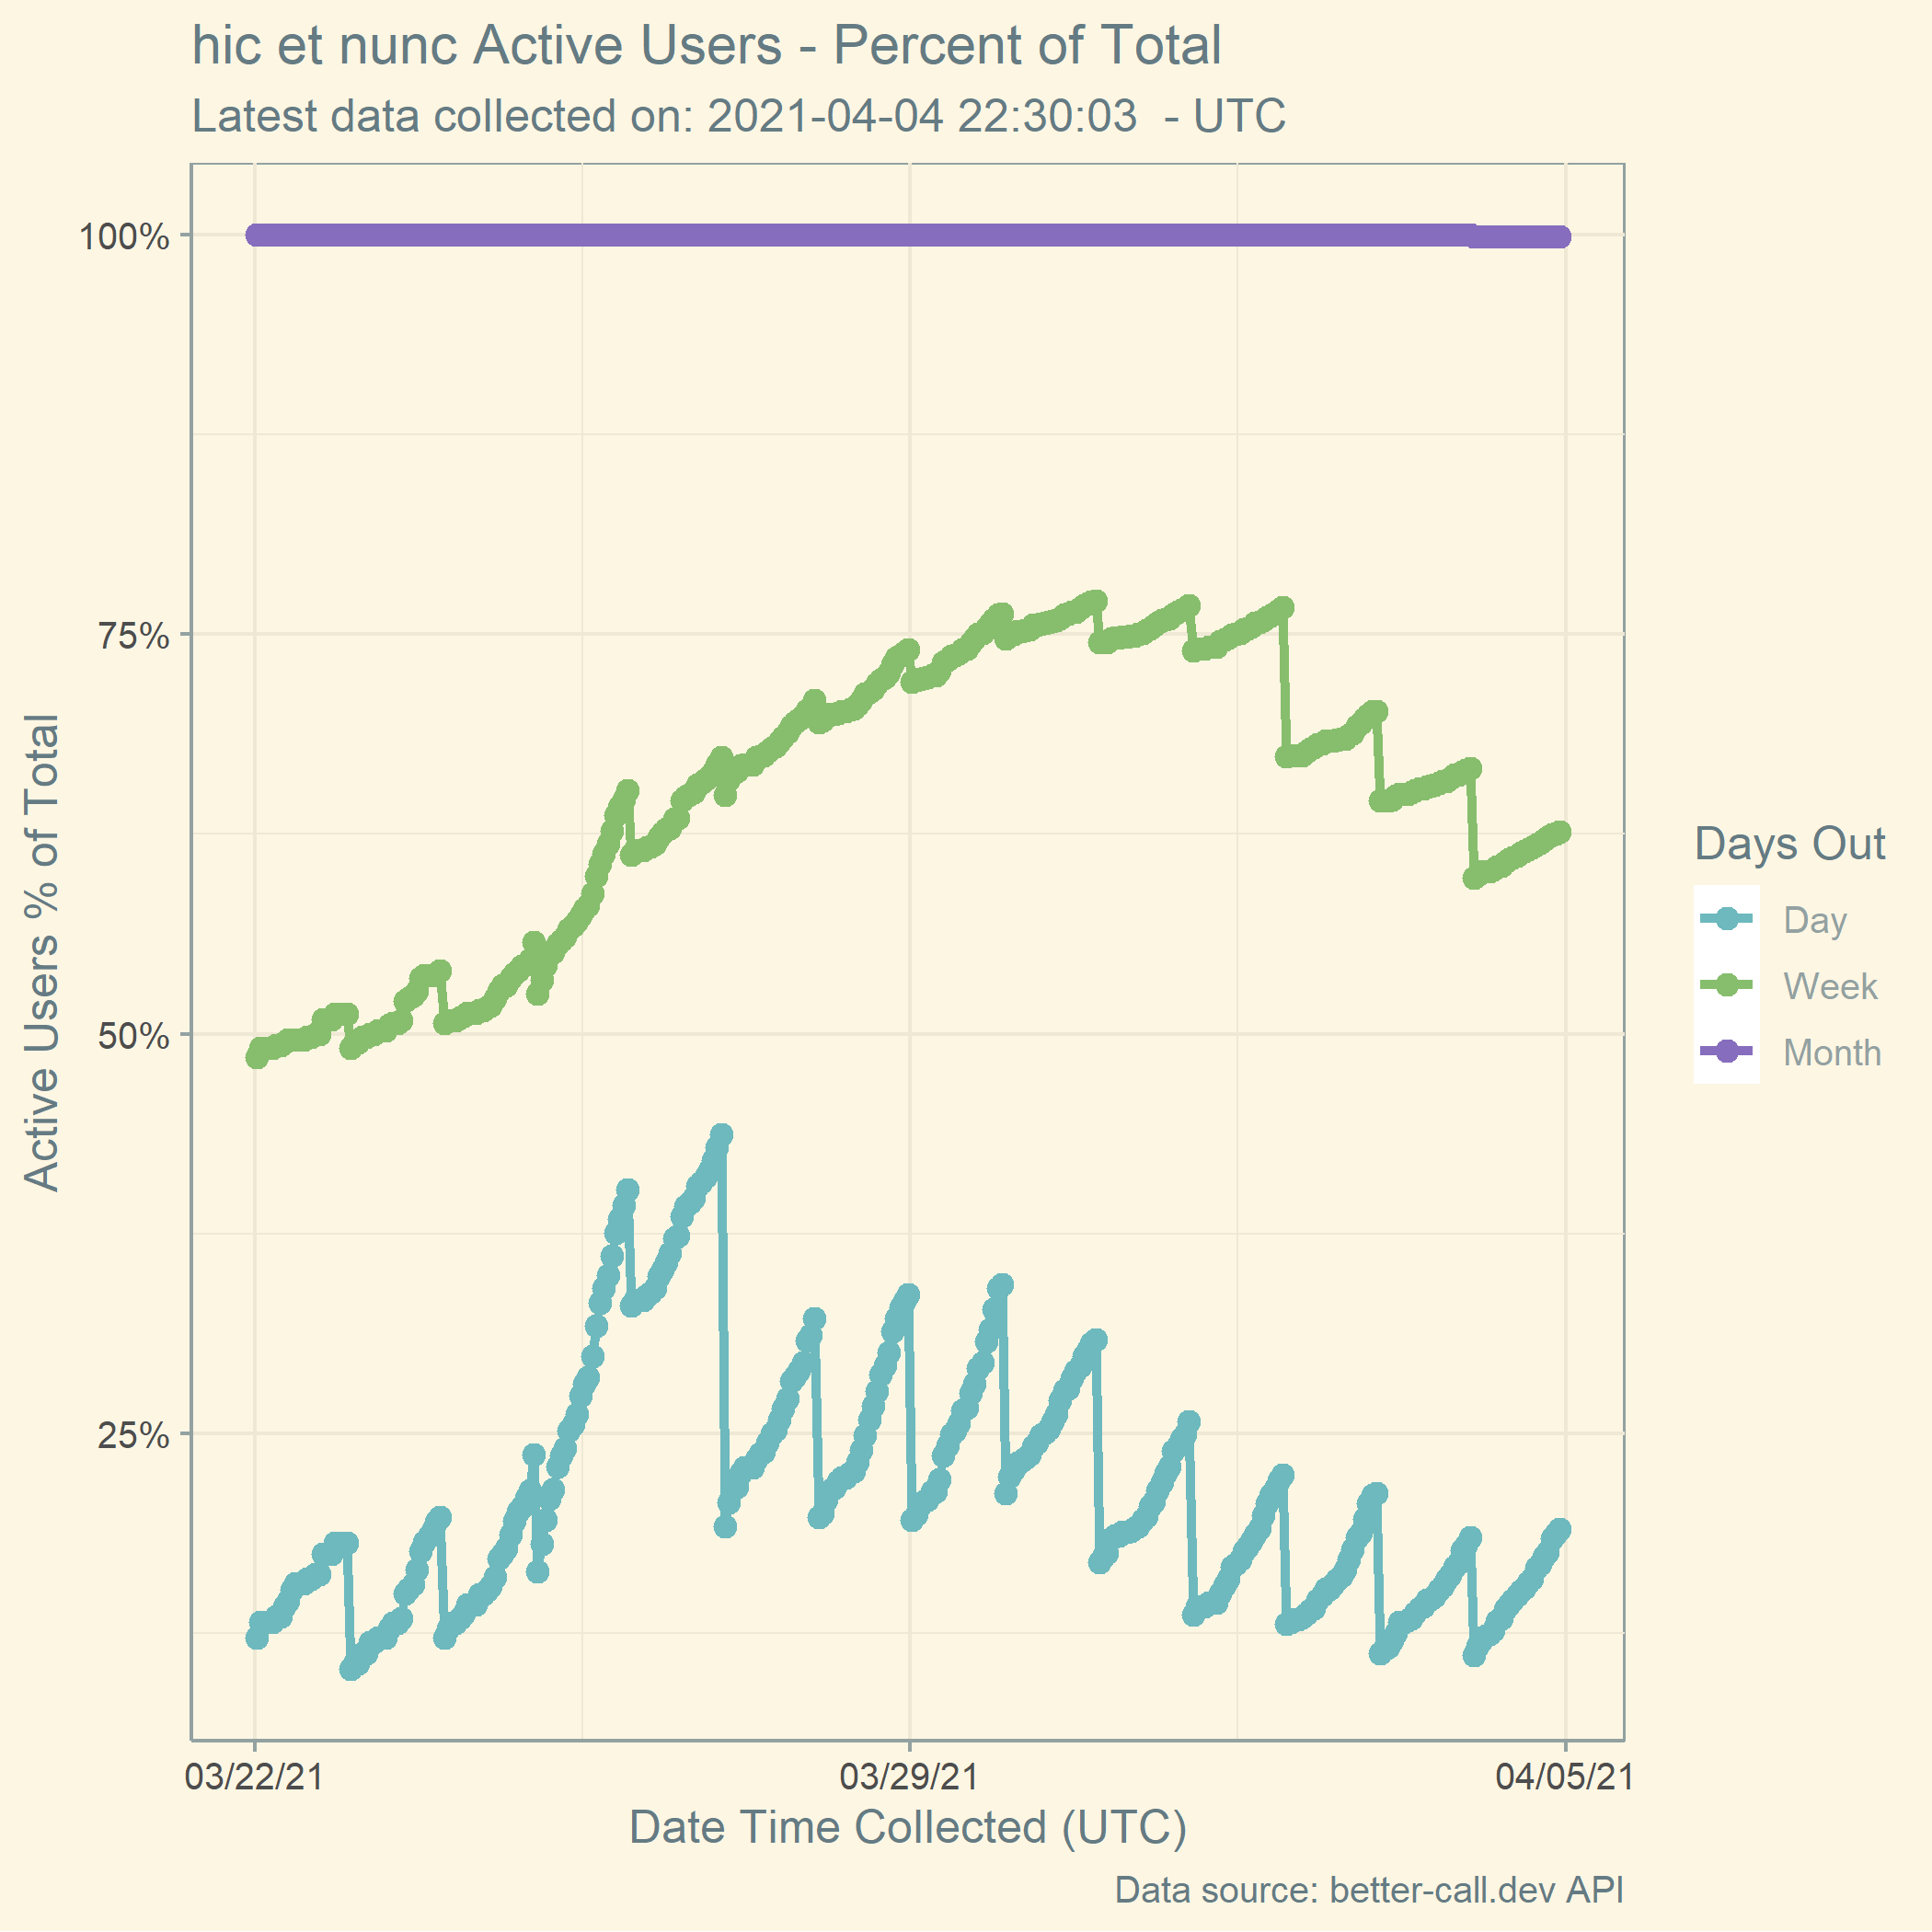 hic et nunc Active Users - Percent of Total
Latest data collected on: 2021-04-04 22:30:03  - UTC
Active Users % of Total
100%
75%
50%
25%
03/22/21
03/29/21
04/05/21
Date Time Collected (UTC)
Days Out
Day
Week
Month
Data source: better-call.dev API